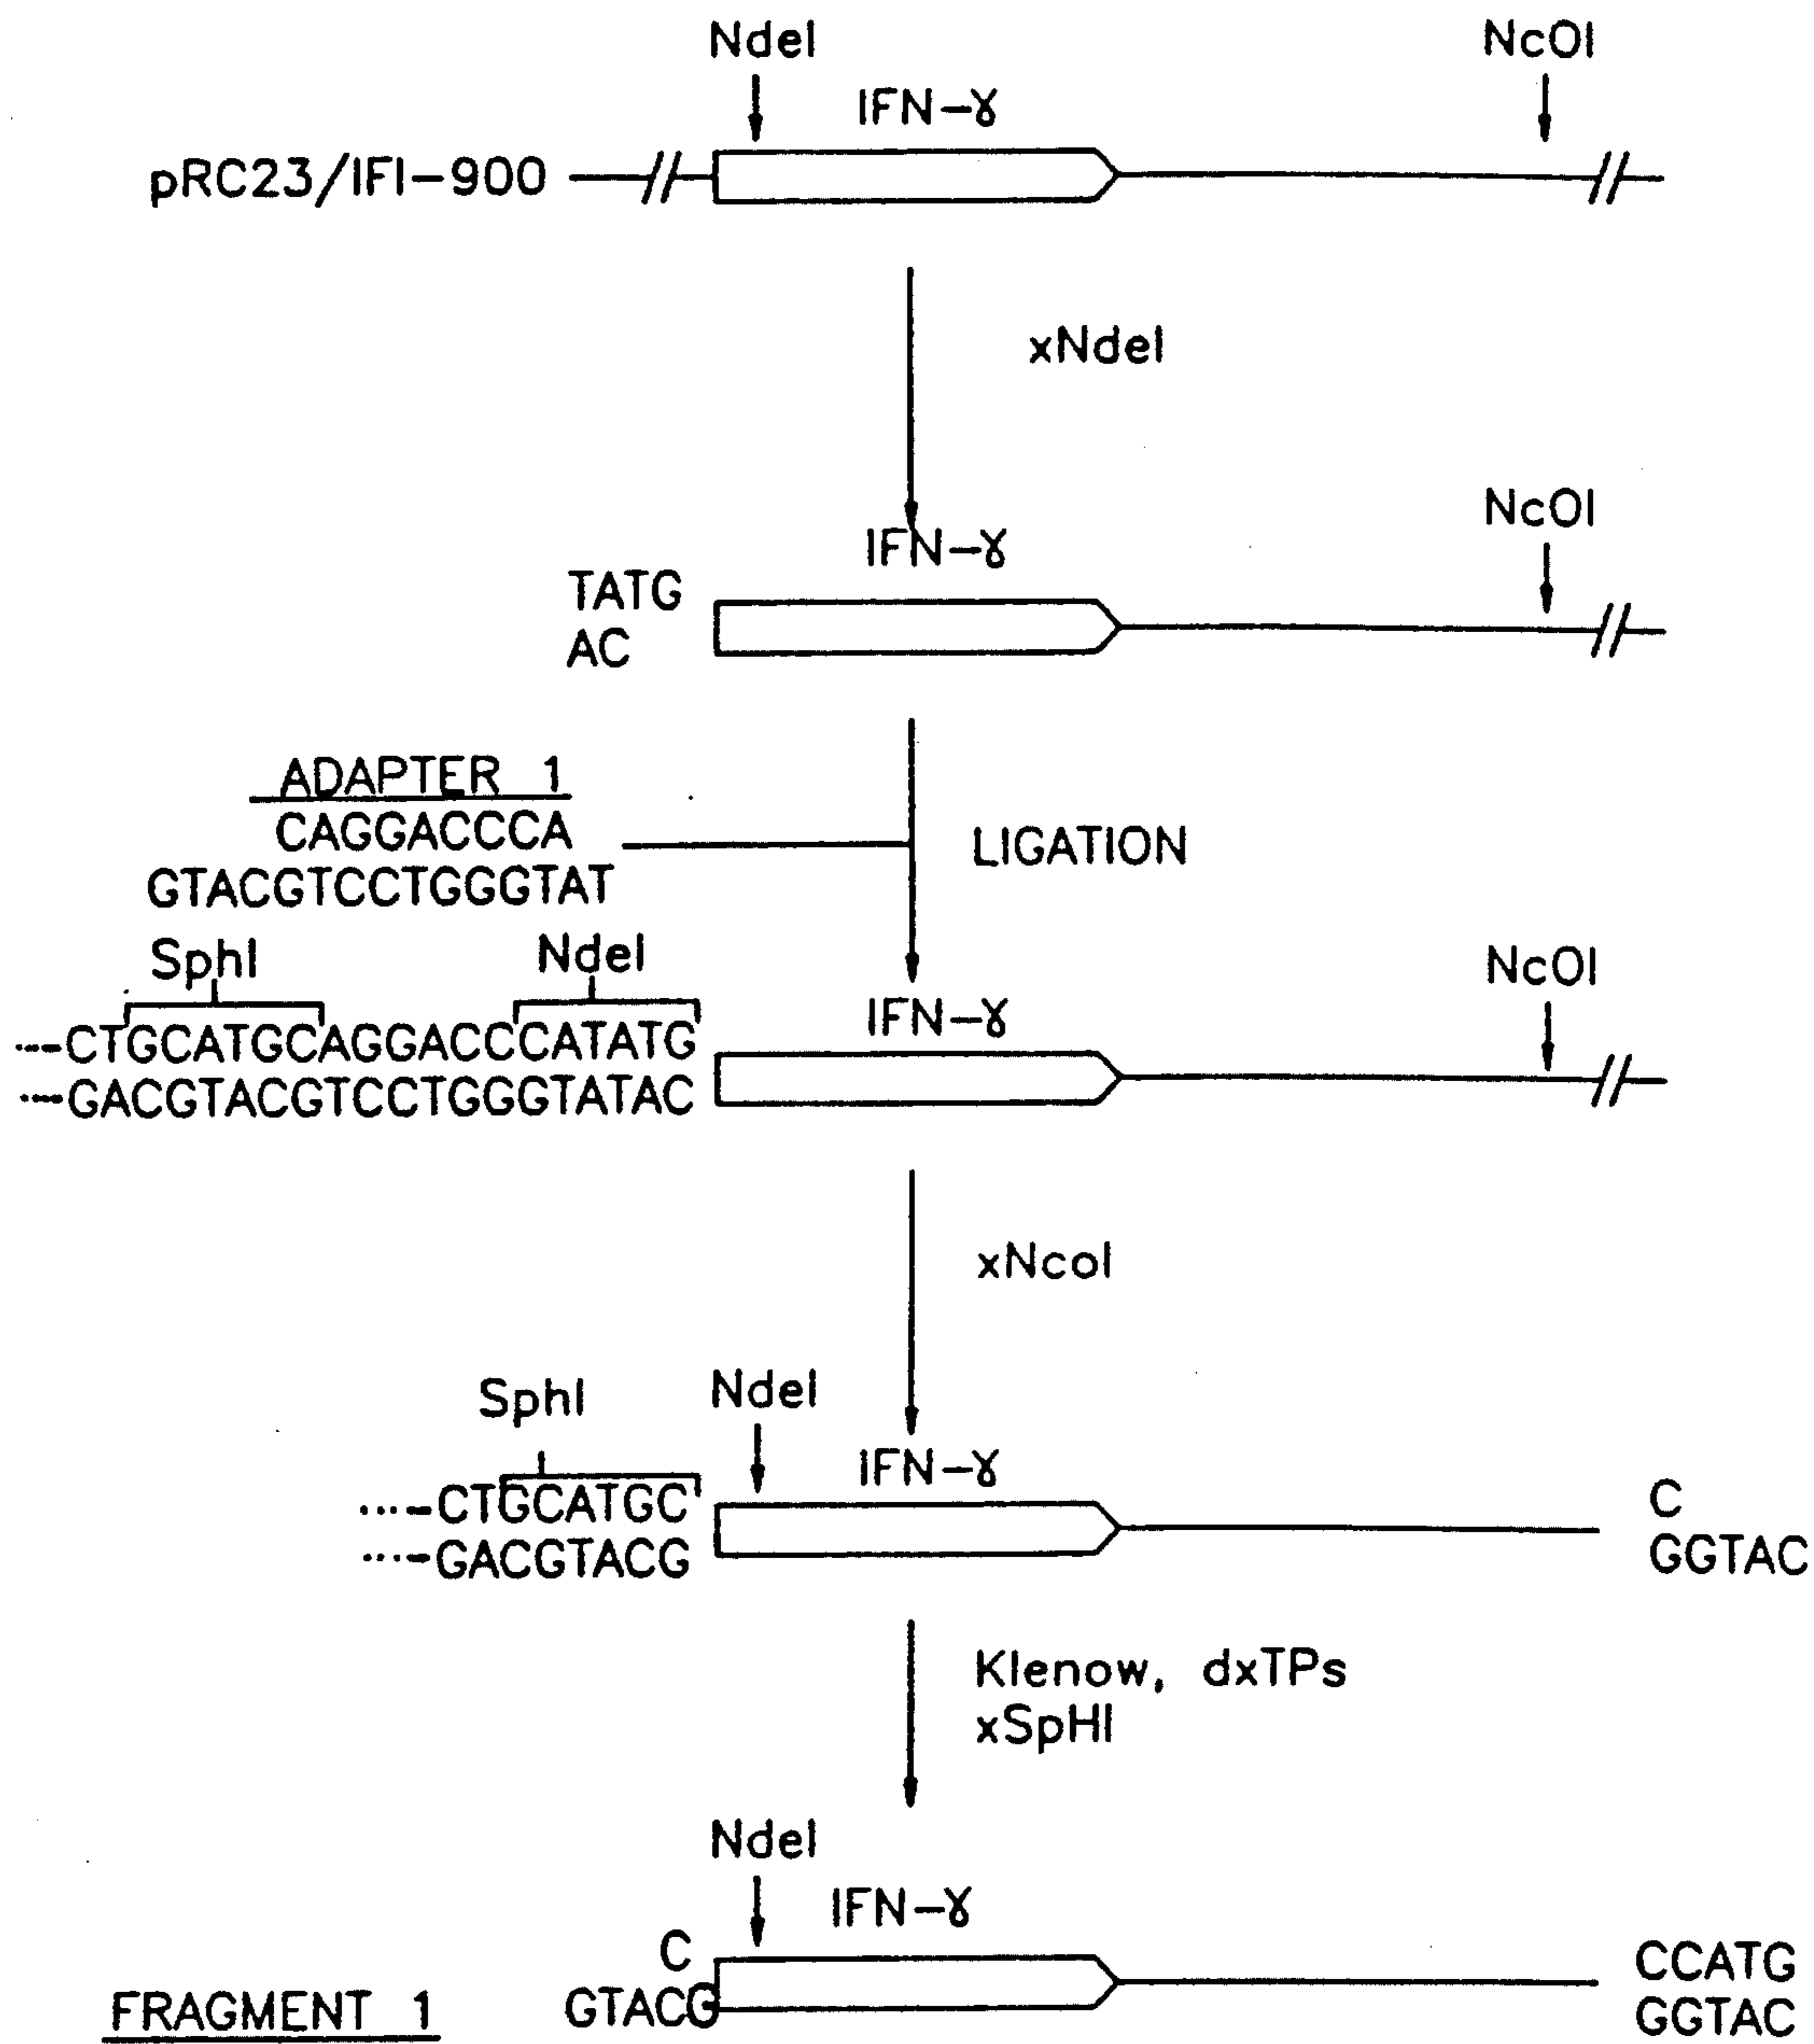 NdeI
NcOI
IFN-ɣ
pRC23/IFI-900
xNdeI
NcOI
IFN-ɣ
TATG
AC
ADAPTER 1
CAGGACCCA
GTACGTCCTGGGTAT
LIGATION
SphI
NdeI
NcOI
IFN-ɣ
---CTGCATGCAGGACCCATATG
---GACGTACGTCCTGGGTATAC
xNcoI
SphI
NdeI
IFN-ɣ
...-CTGCATGC
...-GACGTACG
C
GGTAC
Klenow, dxTPs
xSpHI
NdeI
IFN-ɣ
C
GTACG
CCATG
GGTAC
FRAGMENT 1